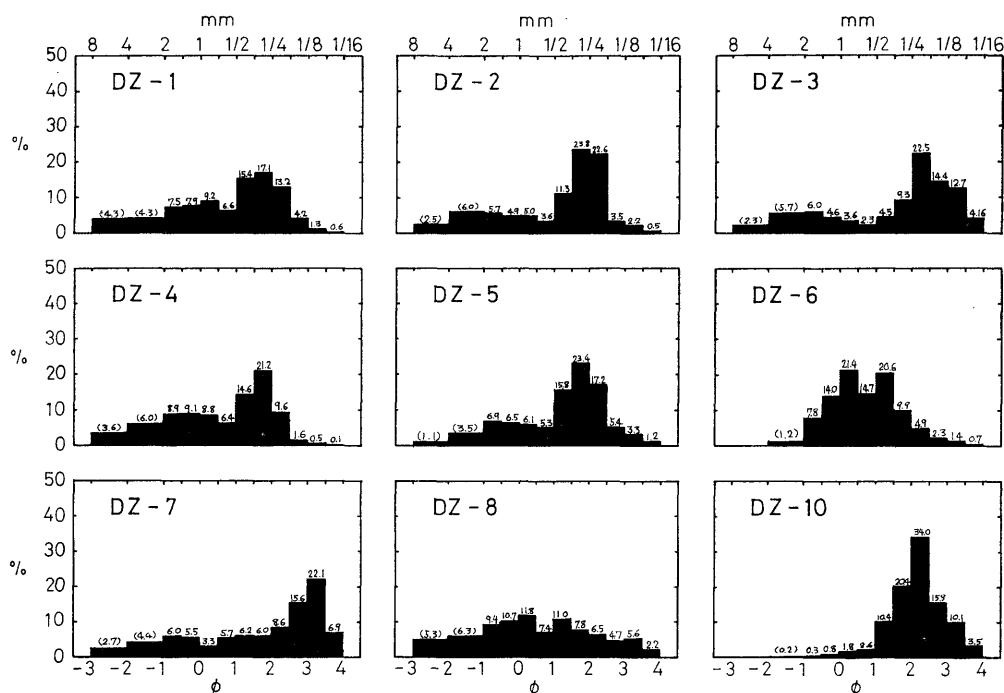 mm mm mm
8 4 2 1 1/2 1/4 1/8 1/16 8 4 2 1 1/2 1/4 1/8 1/16 8 4 2 1 1/2 1/4 1/8 1/16
50 DZ-1 DZ-2 DZ-3
40
30
%
20
10
0
(4.3) (4.3) 7.5 7.9 9.2 6.6 15.4 17.1 13.2 4.2 1.3 0.6
(2.5) (6.0) 5.7 4.9 5.0 3.6 11.3 23.8 22.6 3.5 2.2 0.5
(2.3) (5.7) 6.0 4.6 3.6 2.3 4.5 9.3 22.5 14.4 12.7 4.16
50 DZ-4 DZ-5 DZ-6
40
30
%
20
10
0
(3.6) (6.0) 8.9 9.1 8.8 6.4 14.6 21.2 9.6 1.6 0.5 0.1
(1.1) (3.5) 6.9 6.5 6.1 5.3 15.8 23.4 17.2 5.4 3.3 1.2
(1.2) 7.8 14.0 21.4 14.7 20.6 9.9 4.9 2.3 1.4 0.7
50 DZ-7 DZ-8 DZ-10
40
30
%
20
10
0
(2.7) (4.4) 6.0 5.5 3.3 5.7 6.2 6.0 8.6 15.6 22.1 6.9
(5.3) (6.3) 9.4 10.7 11.8 7.4 11.0 7.8 6.5 4.7 5.6 2.2
(0.2) 0.3 0.8 1.8 2.6 10.4 20.4 34.0 15.9 10.1 3.5
-3 -2 -1 0 1 2 3 4 -3 -2 -1 0 1 2 3 4 -3 -2 -1 0 1 2 3 4
ϕ ϕ ϕ